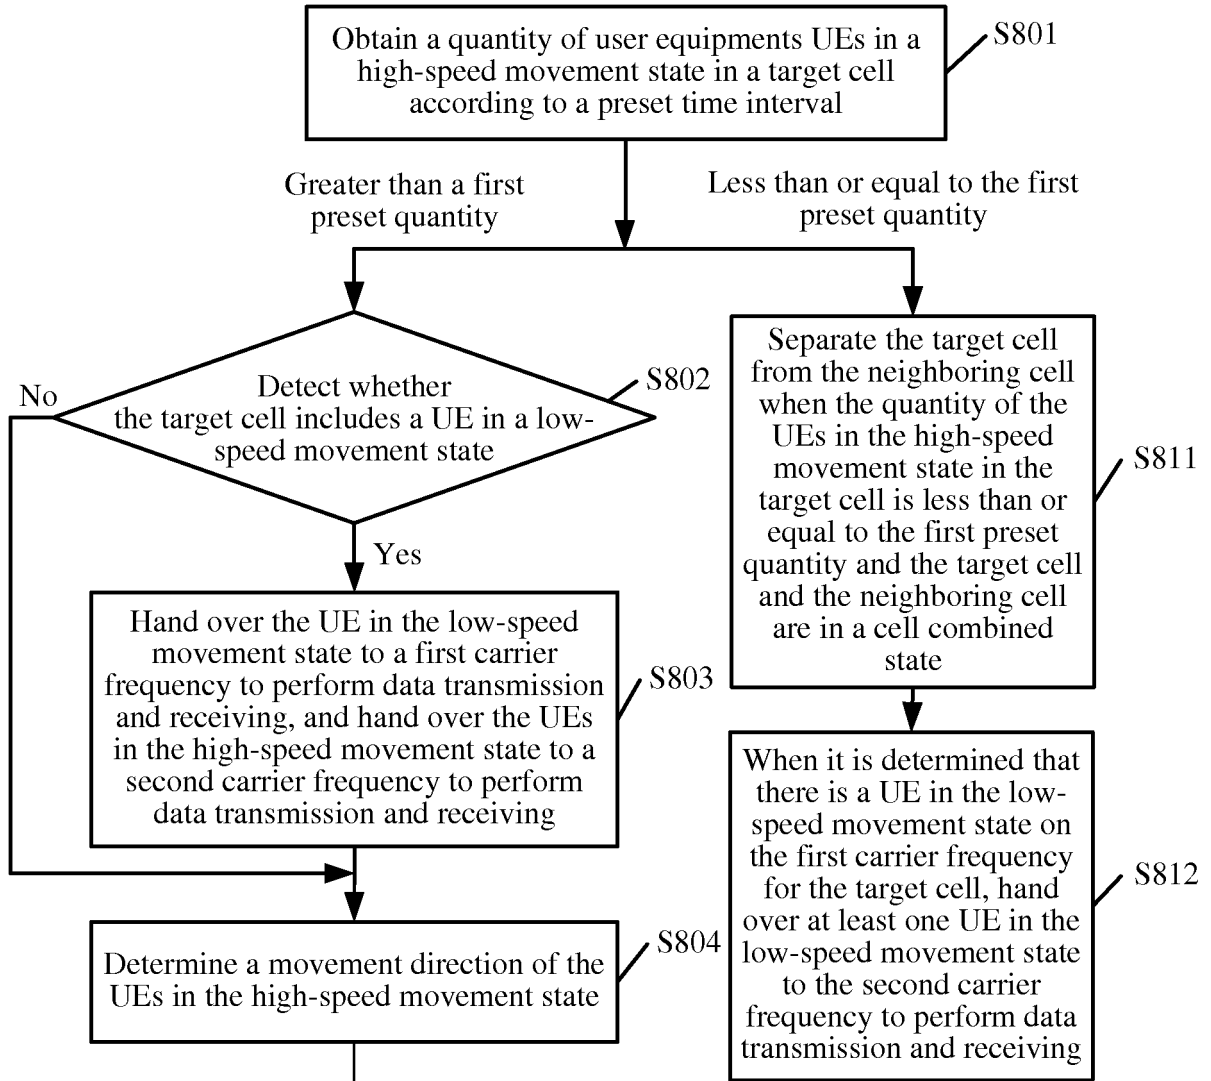 Obtain a quantity of user equipments UEs in a
high-speed movement state in a target cell
according to a preset time interval
S801
Greater than a first
preset quantity
Less than or equal to the first
preset quantity
No
Detect whether
the target cell includes a UE in a low-
speed movement state
S802
Yes
Hand over the UE in the low-speed
movement state to a first carrier
frequency to perform data transmission
and receiving, and hand over the UEs
in the high-speed movement state to a
second carrier frequency to perform
data transmission and receiving
S803
Determine a movement direction of the
UEs in the high-speed movement state
S804
Separate the target cell
from the neighboring cell
when the quantity of the
UEs in the high-speed
movement state in the
target cell is less than or
equal to the first preset
quantity and the target cell
and the neighboring cell
are in a cell combined
state
S811
When it is determined that
there is a UE in the low-
speed movement state on
the first carrier frequency
for the target cell, hand
over at least one UE in the
low-speed movement state
to the second carrier
frequency to perform data
transmission and receiving
S812